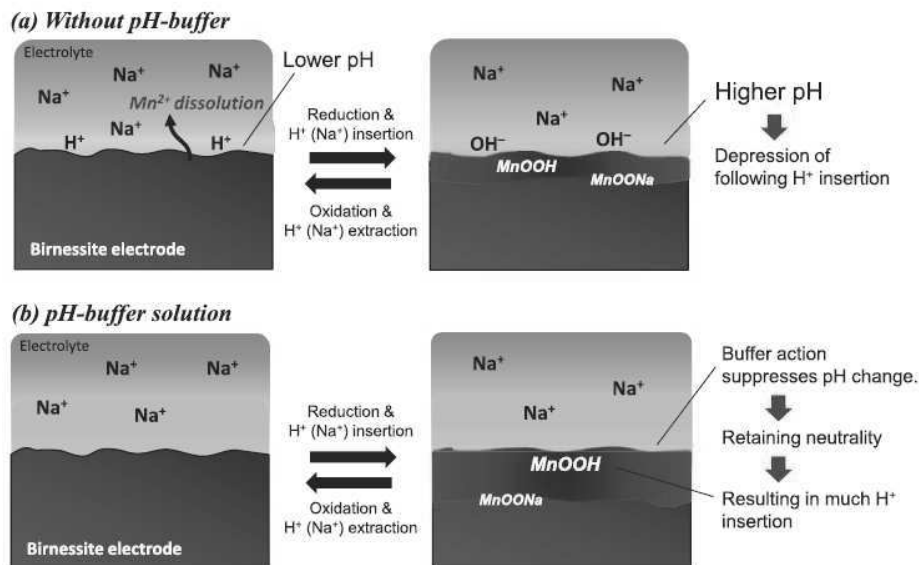 (a) Without pH-buffer
Electrolyte
Na⁺
Na⁺
Na⁺
Na⁺
Mn²⁺ dissolution
H⁺
H⁺
Birnessite electrode
Lower pH
Reduction &
H⁺ (Na⁺) insertion
Oxidation &
H⁺ (Na⁺) extraction
Na⁺
Na⁺
Na⁺
OH⁻
OH⁻
MnOOH
MnOONa
Higher pH
Depression of
following H⁺ insertion
(b) pH-buffer solution
Electrolyte
Na⁺
Na⁺
Na⁺
Na⁺
Birnessite electrode
Reduction &
H⁺ (Na⁺) insertion
Oxidation &
H⁺ (Na⁺) extraction
Na⁺
Na⁺
Na⁺
MnOOH
MnOONa
Buffer action
suppresses pH change.
Retaining neutrality
Resulting in much H⁺
insertion